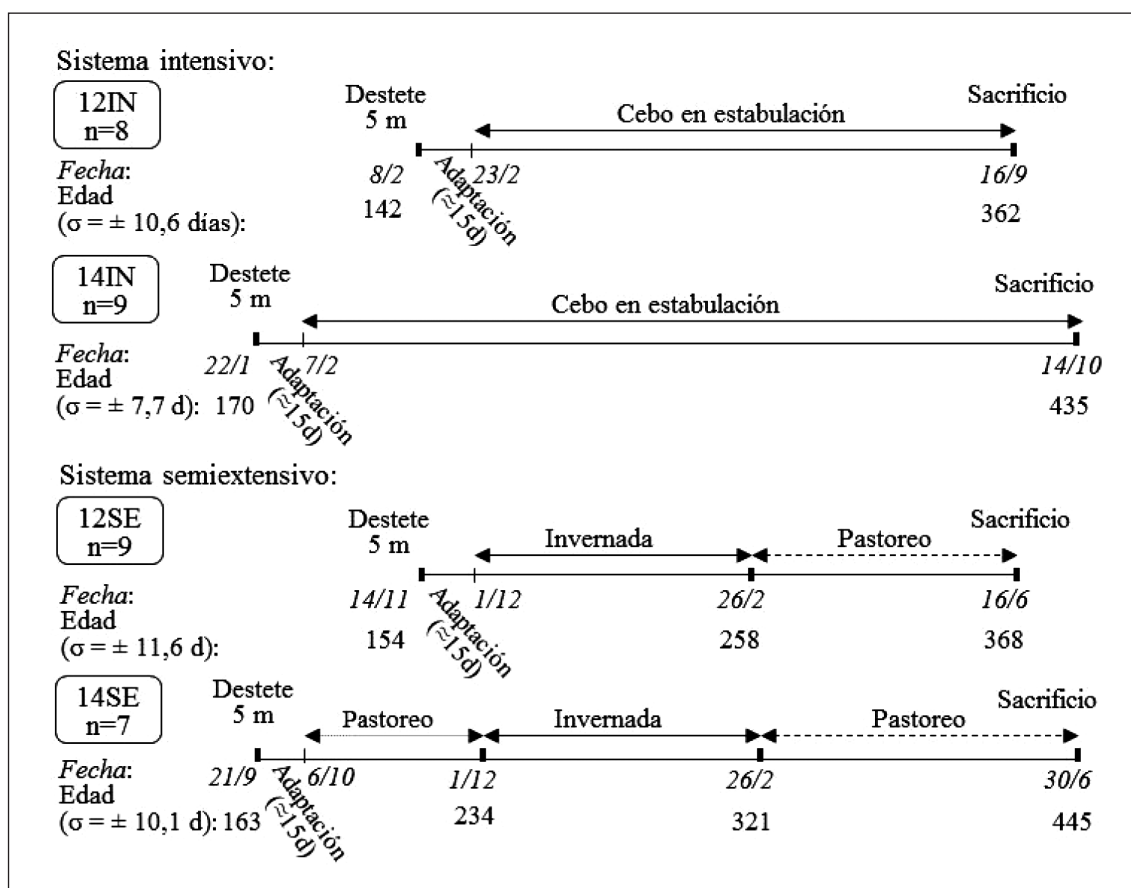 Sistema intensivo:
12IN
n=8
Destete
5 m
Cebo en estabulación
Sacrificio
Fecha:
8/2
Adaptación
(≈15d)
23/2
16/9
Edad
(σ = ± 10,6 días):
142
362
14IN
n=9
Destete
5 m
Cebo en estabulación
Sacrificio
Fecha:
22/1
Adaptación
(≈15d)
7/2
14/10
Edad
(σ = ± 7,7 d): 170
435
Sistema semiextensivo:
12SE
n=9
Destete
5 m
Invernada
Pastoreo
Sacrificio
Fecha:
14/11
Adaptación
(≈15d)
1/12
26/2
16/6
Edad
(σ = ± 11,6 d):
154
258
368
14SE
n=7
Destete
5 m
Pastoreo
Invernada
Pastoreo
Sacrificio
Fecha:
21/9
Adaptación
(≈15d)
6/10
1/12
26/2
30/6
Edad
(σ = ± 10,1 d): 163
234
321
445